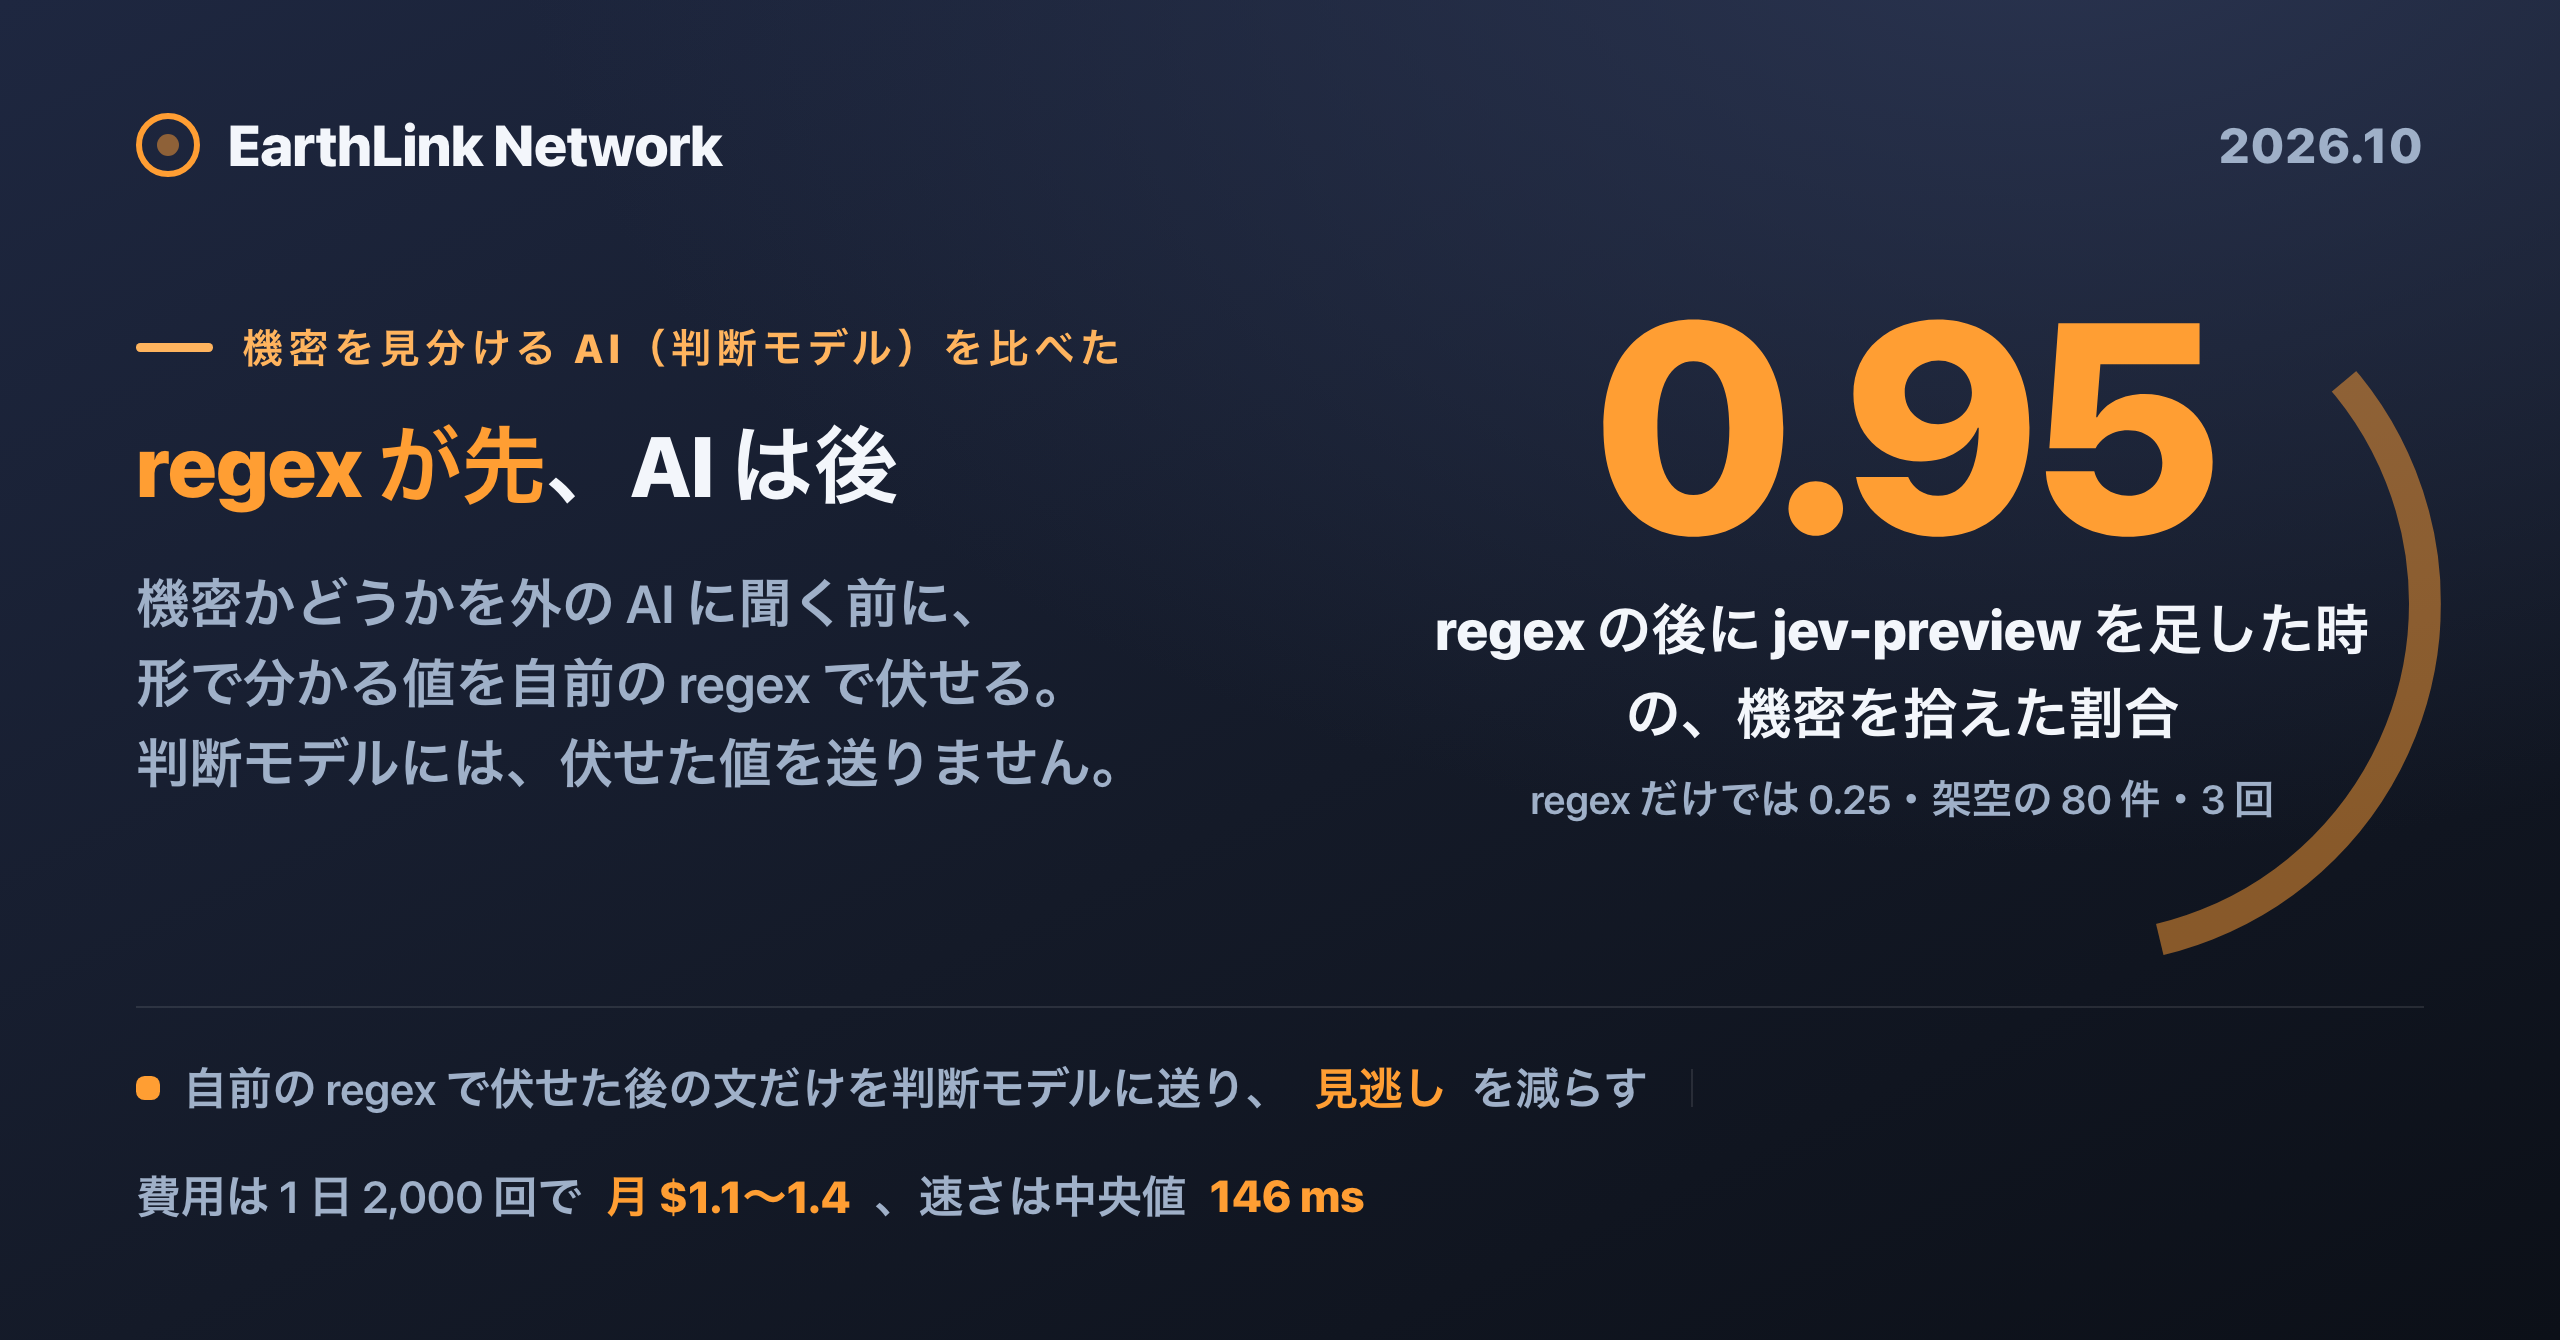 EarthLink Network
2026.10
機密を見分ける AI（判断モデル）を比べた
regex が先、AI は後
機密かどうかを外の AI に聞く前に、
形で分かる値を自前の regex で伏せる。
判断モデルには、伏せた値を送りません。
0.95
regex の後に jev-preview を足した時
の、機密を拾えた割合
regex だけでは 0.25・架空の 80 件・3 回
自前の regex で伏せた後の文だけを判断モデルに送り、 見逃し を減らす
費用は 1 日 2,000 回で 月 $1.1〜1.4 、速さは中央値 146 ms